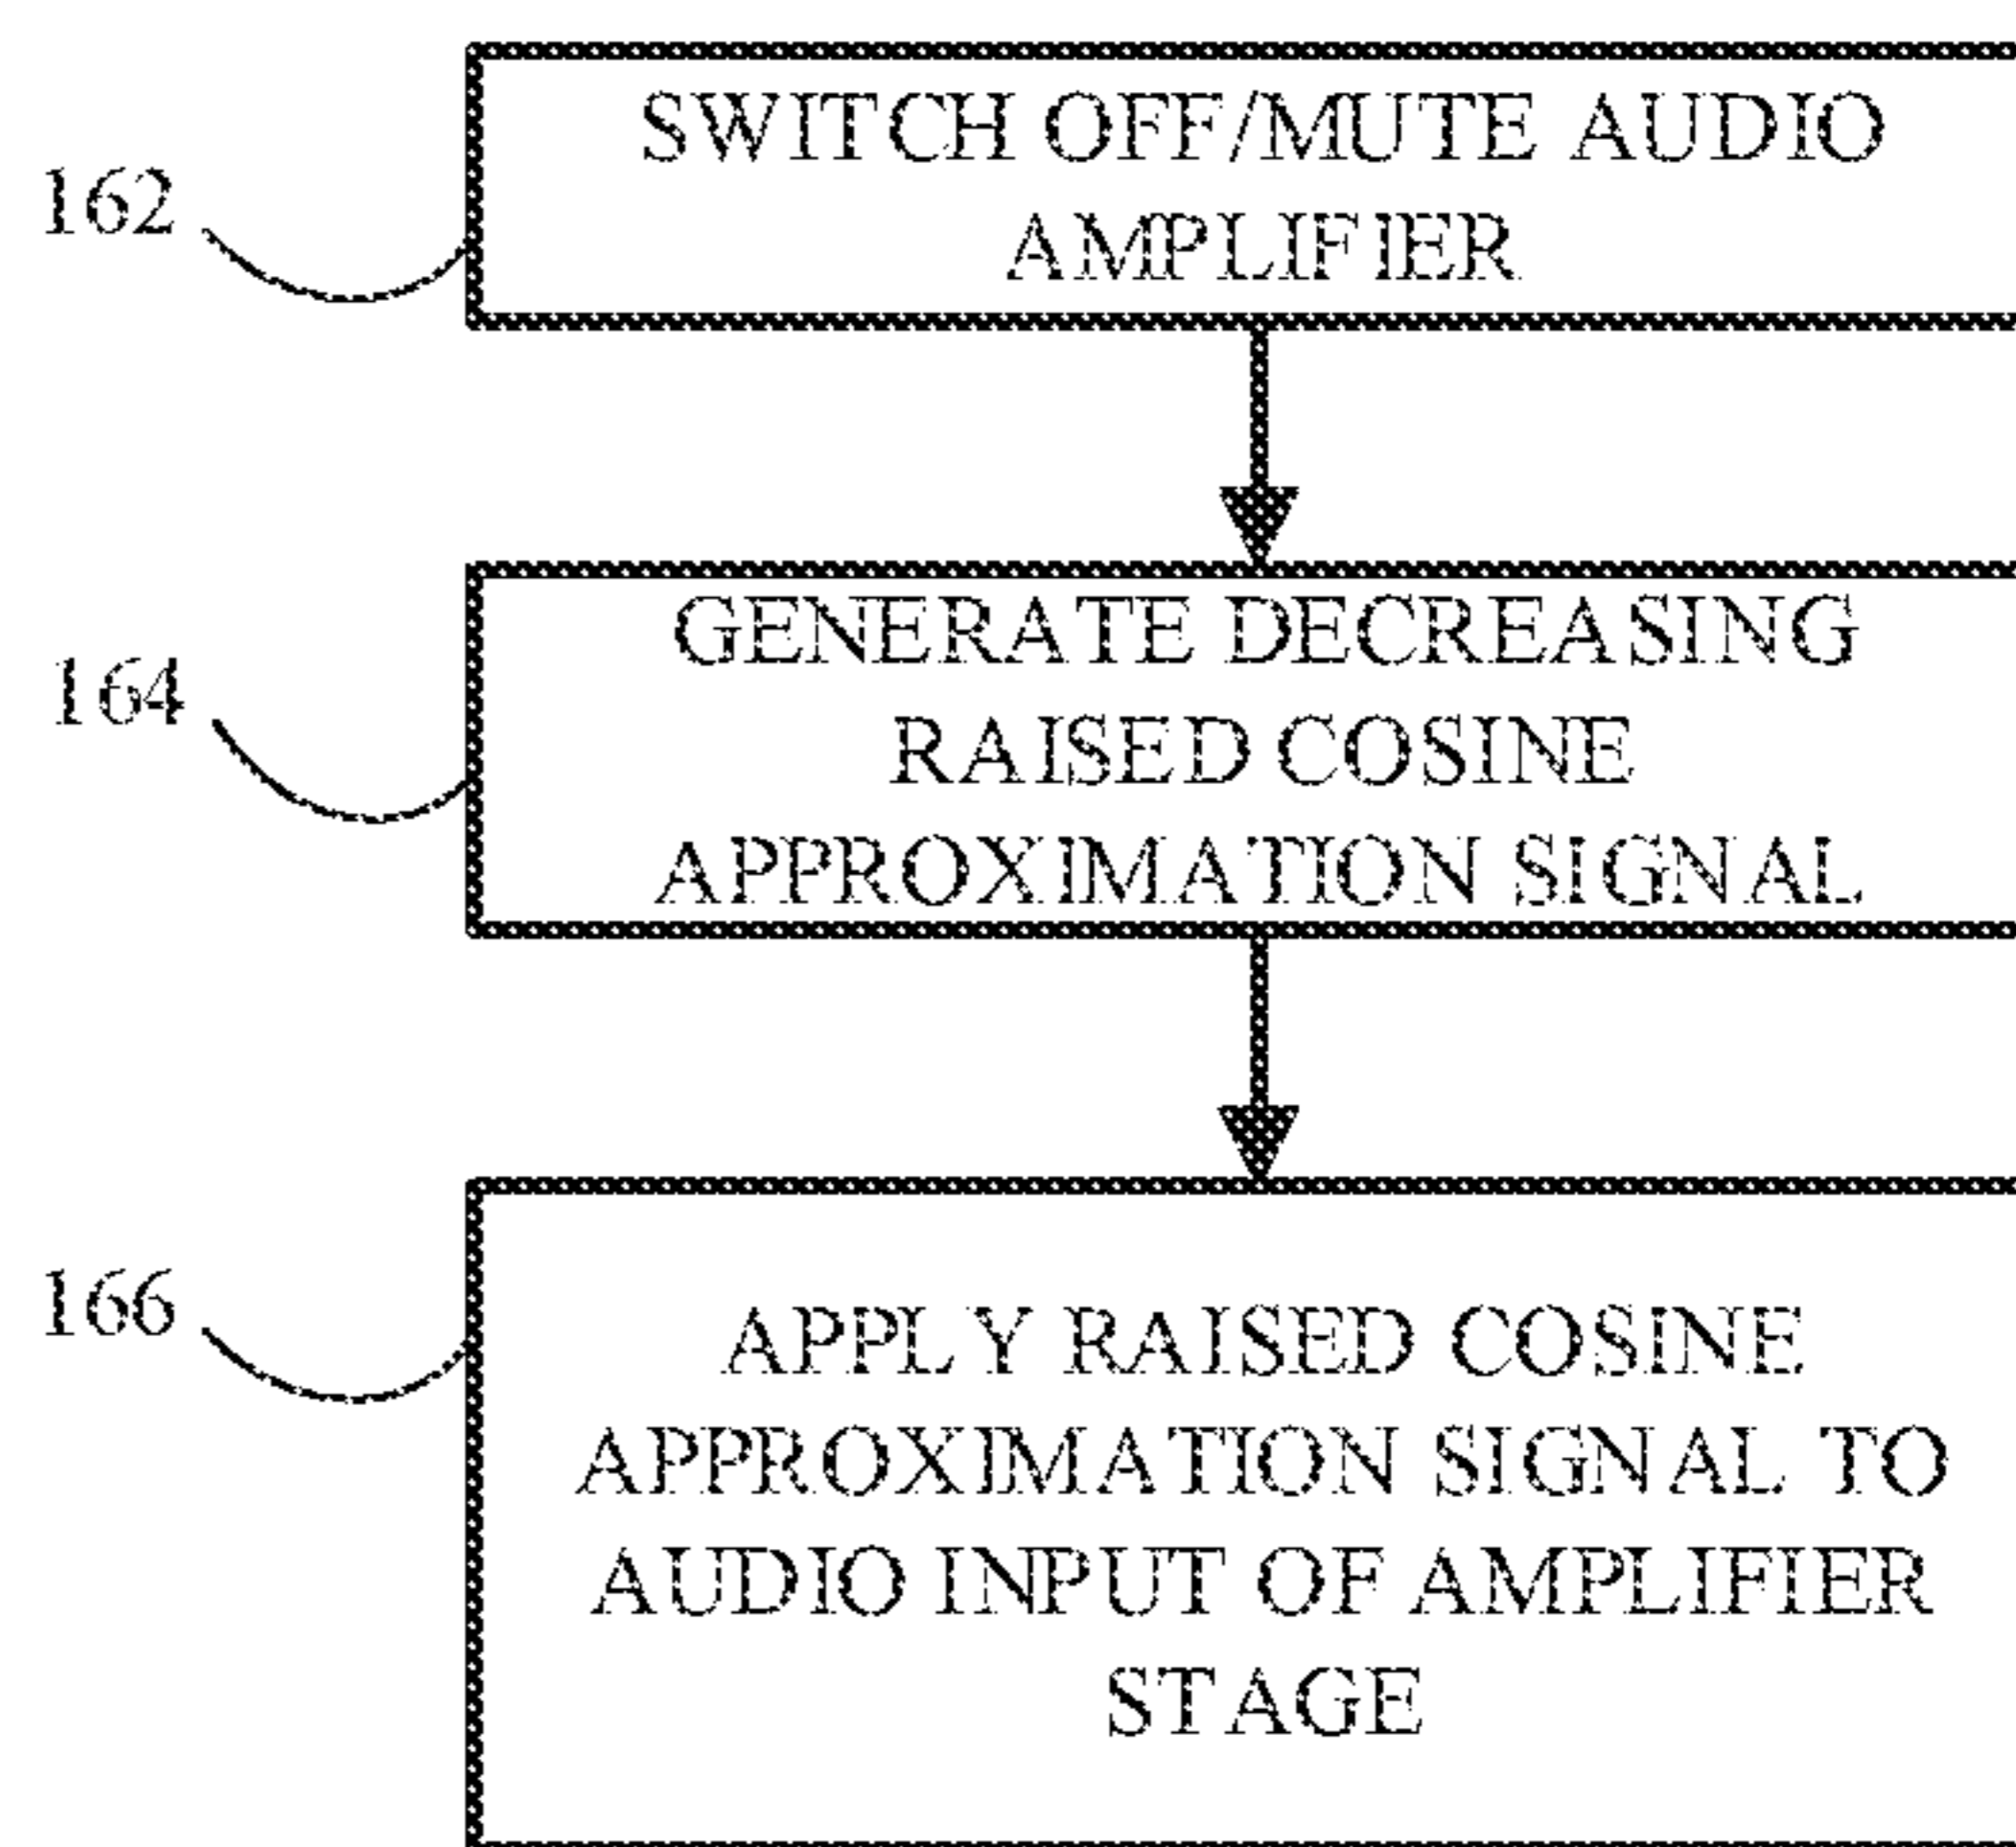 162
SWITCH OFF/MUTE AUDIO
AMPLIFIER
164
GENERATE DECREASING
RAISED COSINE
APPROXIMATION SIGNAL
166
APPLY RAISED COSINE
APPROXIMATION SIGNAL TO
AUDIO INPUT OF AMPLIFIER
STAGE